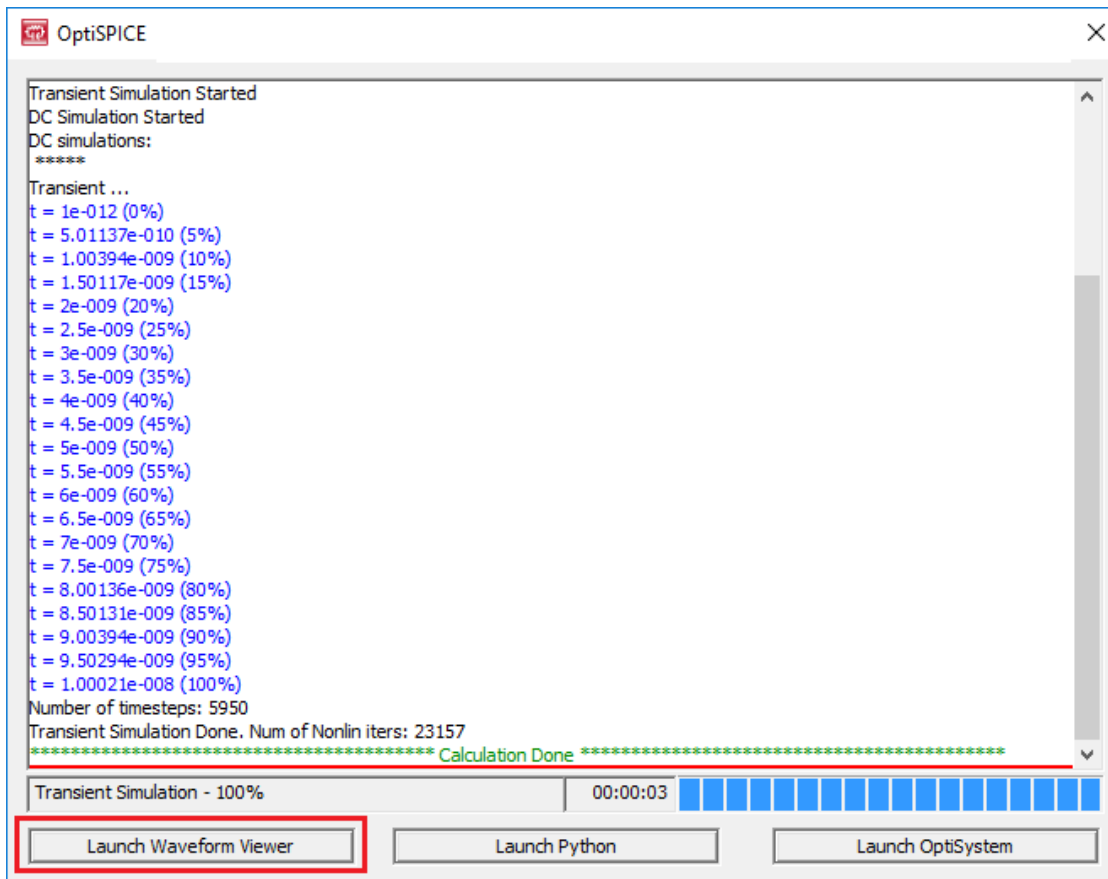 OptiSPICE
Transient Simulation Started
DC Simulation Started
DC simulations:
*****
Transient ...
t = 1e-012 (0%)
t = 5.01137e-010 (5%)
t = 1.00394e-009 (10%)
t = 1.50117e-009 (15%)
t = 2e-009 (20%)
t = 2.5e-009 (25%)
t = 3e-009 (30%)
t = 3.5e-009 (35%)
t = 4e-009 (40%)
t = 4.5e-009 (45%)
t = 5e-009 (50%)
t = 5.5e-009 (55%)
t = 6e-009 (60%)
t = 6.5e-009 (65%)
t = 7e-009 (70%)
t = 7.5e-009 (75%)
t = 8.00136e-009 (80%)
t = 8.50131e-009 (85%)
t = 9.00394e-009 (90%)
t = 9.50294e-009 (95%)
t = 1.00021e-008 (100%)
Number of timesteps: 5950
Transient Simulation Done. Num of Nonlin iters: 23157
**************************************** Calculation Done ******************************************
Transient Simulation - 100% 00:00:03
Launch Waveform Viewer Launch Python Launch OptiSystem